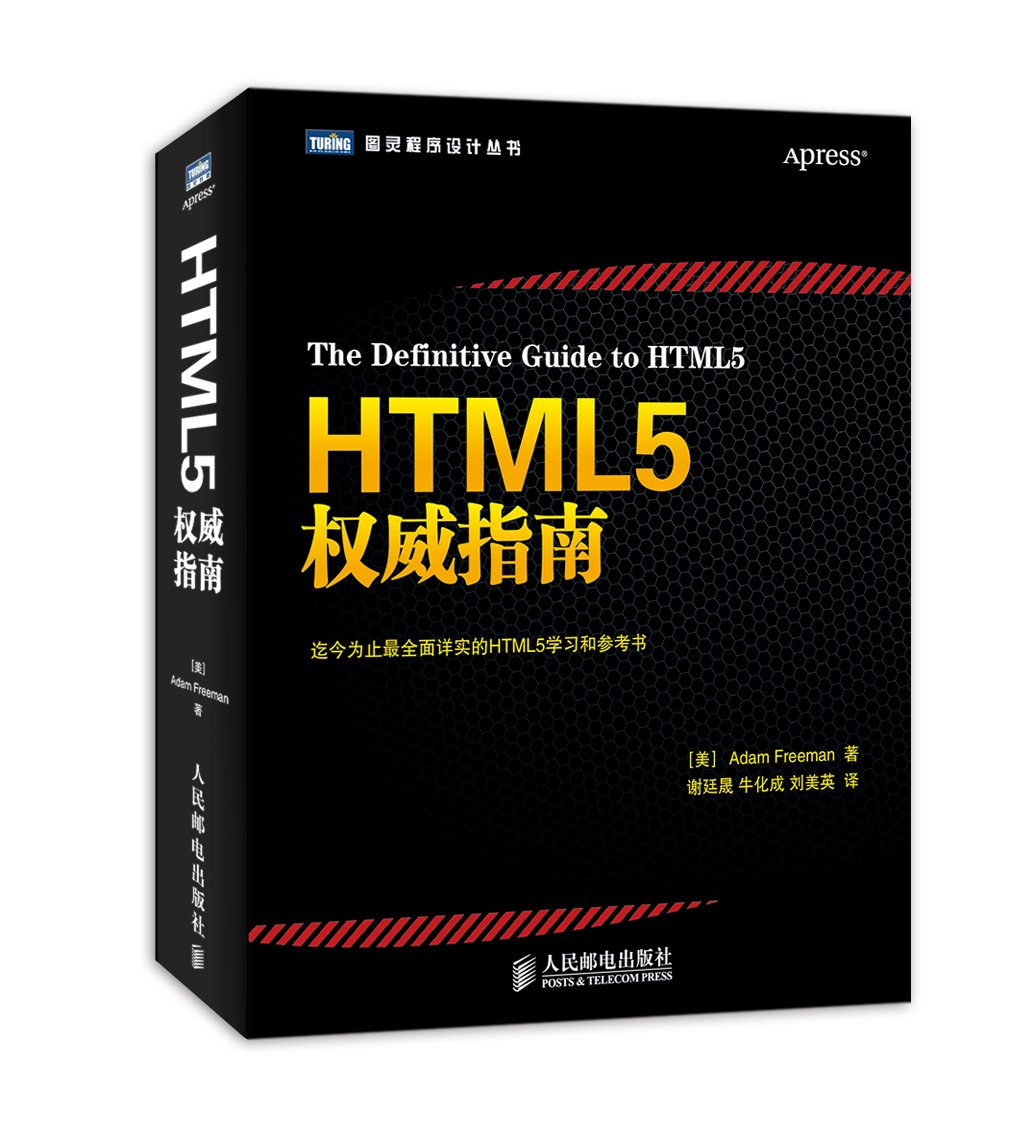 TURING 图灵程序设计丛书
Apress®
The Definitive Guide to HTML5
HTML5
权威指南
迄今为止最全面详实的HTML5学习和参考书
[美] Adam Freeman 著
谢廷晟 牛化成 刘美英 译
人民邮电出版社
POSTS & TELECOM PRESS
TURING
Apress®
HTML5
权威
指南
[美]
Adam Freeman
著
人民邮电出版社